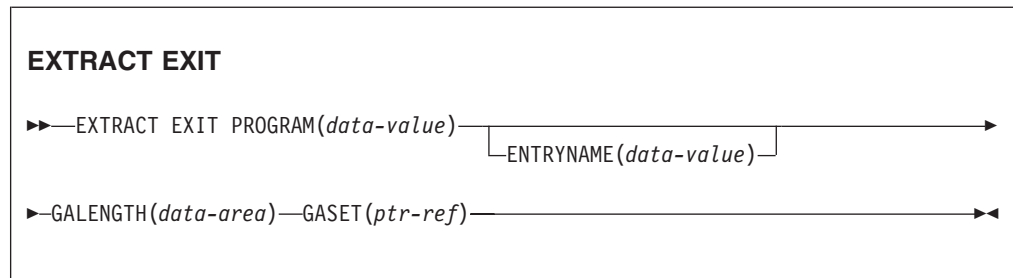 EXTRACT EXIT
EXTRACT EXIT PROGRAM(data-value)
ENTRYNAME(data-value)
GALENGTH(data-area) GASET(ptr-ref)